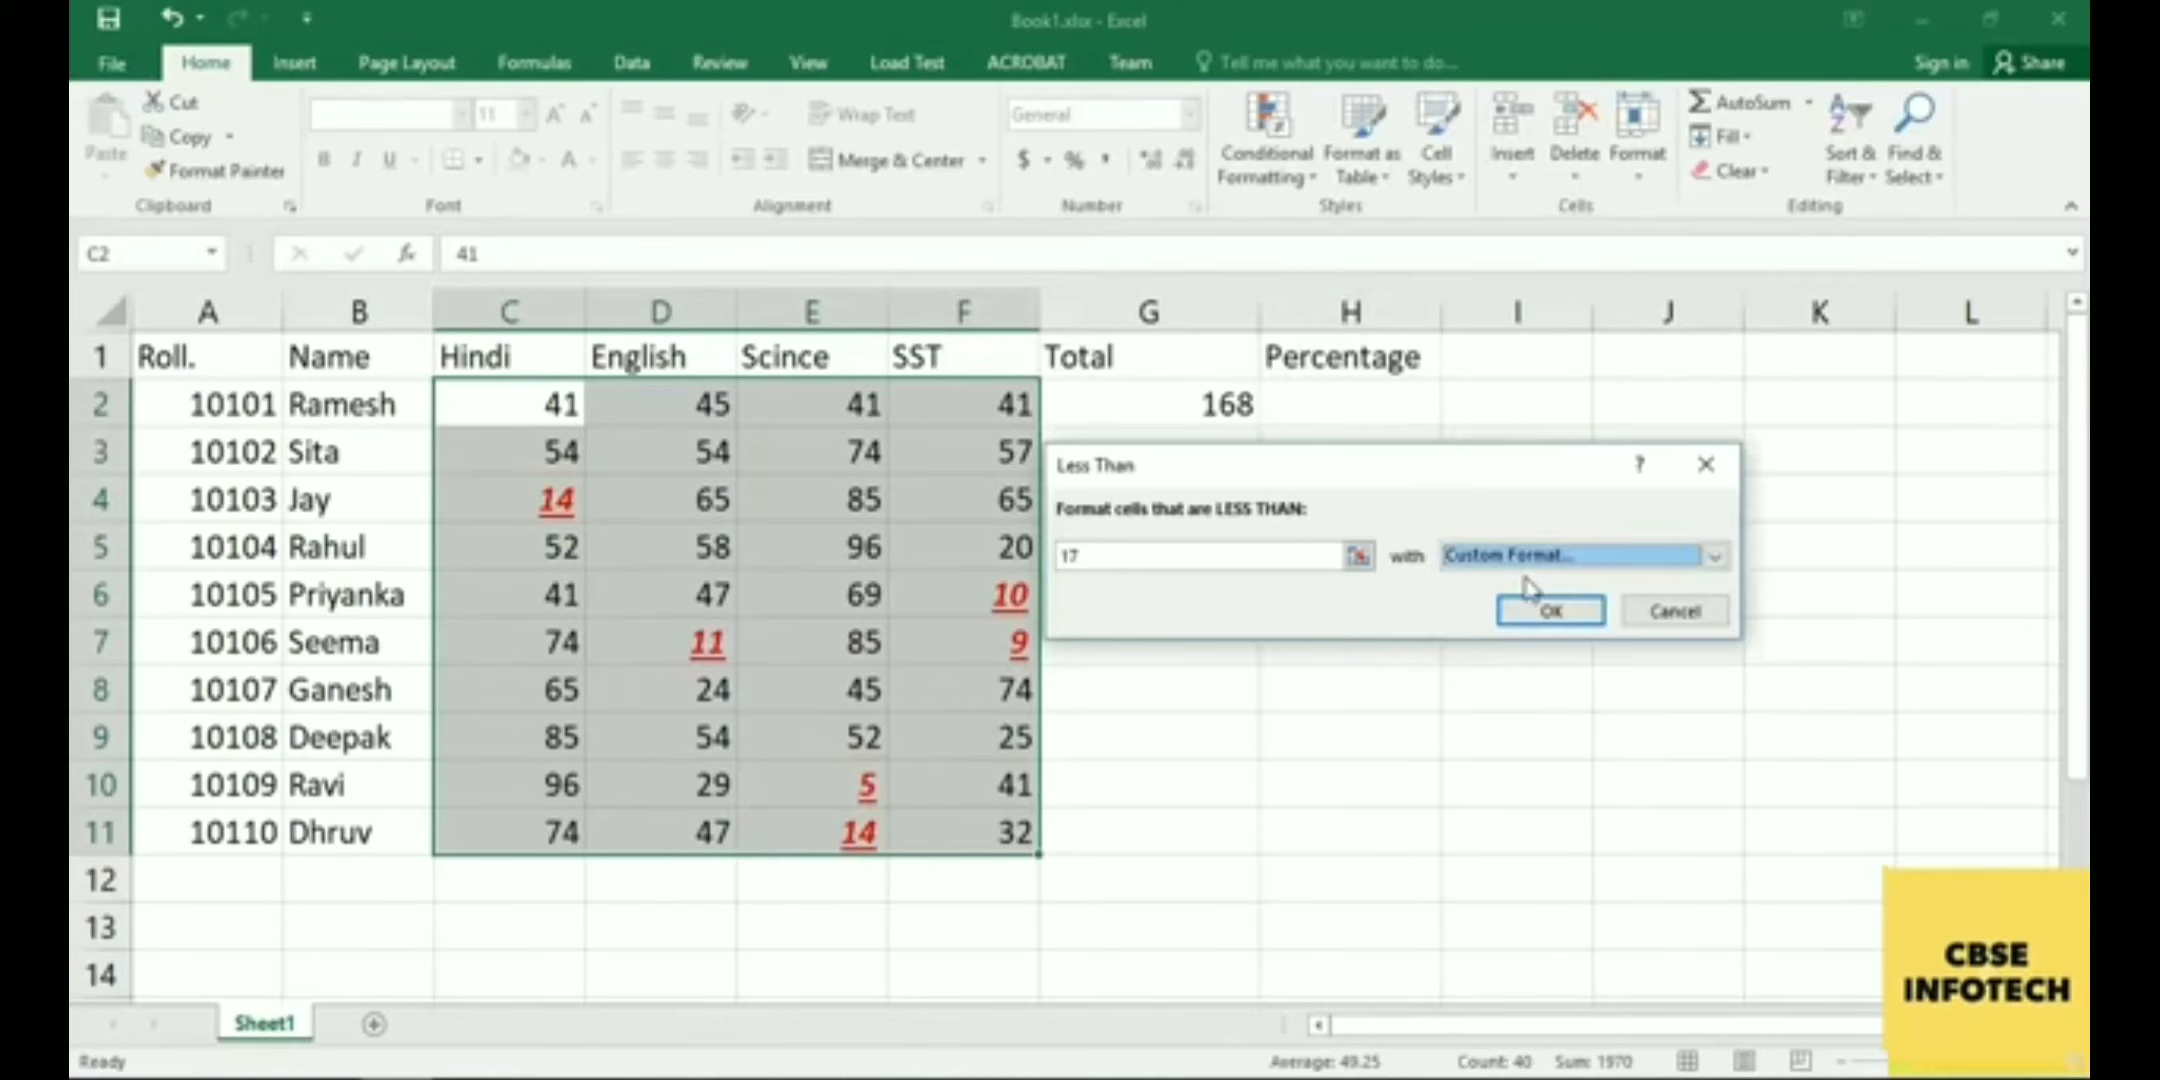 Book1.xlsx - Excel
File Home Insert Page Layout Formulas Data Review View Load Test ACROBAT Team Tell me what you want to do... Sign in Share
Paste
Cut
Copy
Format Painter
11
Wrap Text
Merge & Center
General
$ %
B I U
Conditional Formatting
Format as Table
Cell Styles
Insert Delete Format
AutoSum
Fill
Clear
Sort & Filter
Find & Select
Clipboard Font Alignment Number Styles Cells Editing
C2 fx 41
A B C D E F G H I J K L
1 Roll. Name Hindi English Scince SST Total Percentage
2 10101 Ramesh 41 45 41 41 168
3 10102 Sita 54 54 74 57
4 10103 Jay 14 65 85 65
5 10104 Rahul 52 58 96 20
6 10105 Priyanka 41 47 69 10
7 10106 Seema 74 11 85 9
8 10107 Ganesh 65 24 45 74
9 10108 Deepak 85 54 52 25
10 10109 Ravi 96 29 5 41
11 10110 Dhruv 74 47 14 32
12
13
14
Less Than ?
Format cells that are LESS THAN:
17 with Custom Format...
OK Cancel
CBSE
INFOTECH
Sheet1
Ready Average: 49.25 Count: 40 Sum: 1970